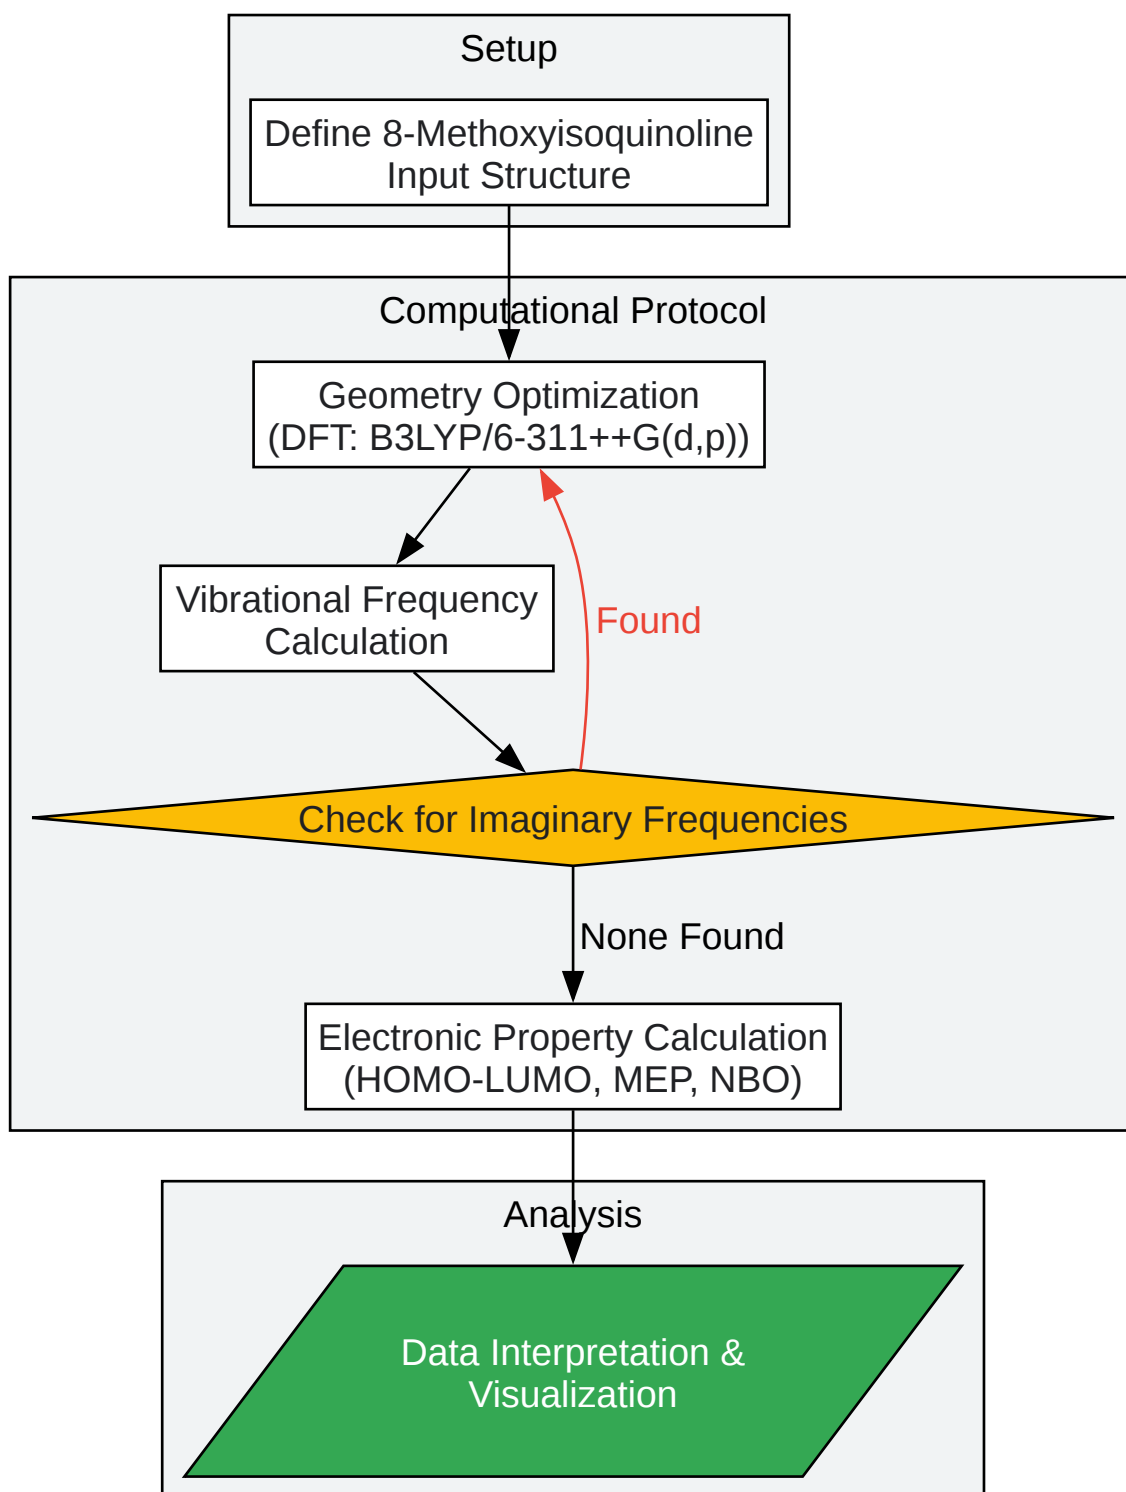 Setup
Define 8-Methoxyisoquinoline
Input Structure
Computational Protocol
Geometry Optimization
(DFT: B3LYP/6-311++G(d,p))
Vibrational Frequency
Calculation
Found
Check for Imaginary Frequencies
None Found
Electronic Property Calculation
(HOMO-LUMO, MEP, NBO)
Analysis
Data Interpretation &
Visualization